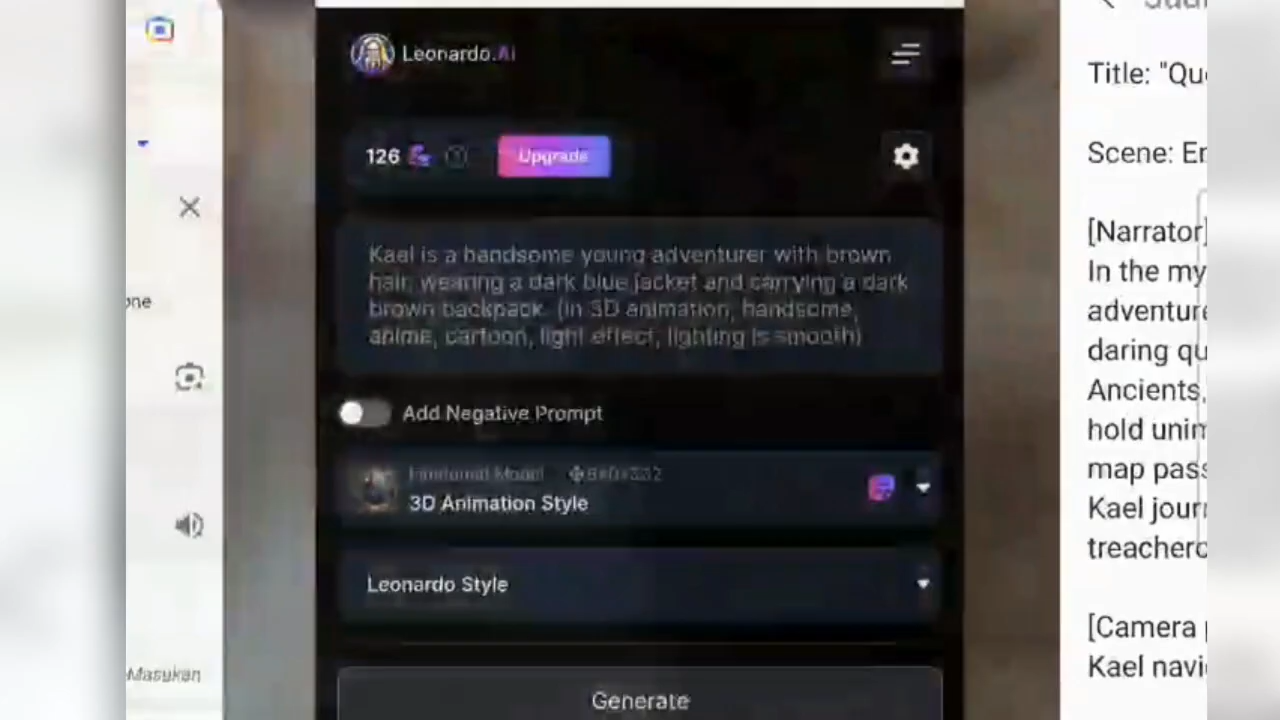 Leonardo.Ai
126
Upgrade
Kael is a handsome young adventurer with brown
hair, wearing a dark blue jacket and carrying a dark
brown backpack. (in 3D animation, handsome,
anime, cartoon, light effect, lighting is smooth)
Add Negative Prompt
3D Animation Style
Leonardo Style
Generate
one
Masukan
Title: "Qu
Scene: Er
[Narrator]
In the my
adventure
daring qu
Ancients,
hold unim
map pass
Kael jour
treachero
[Camera p
Kael navi